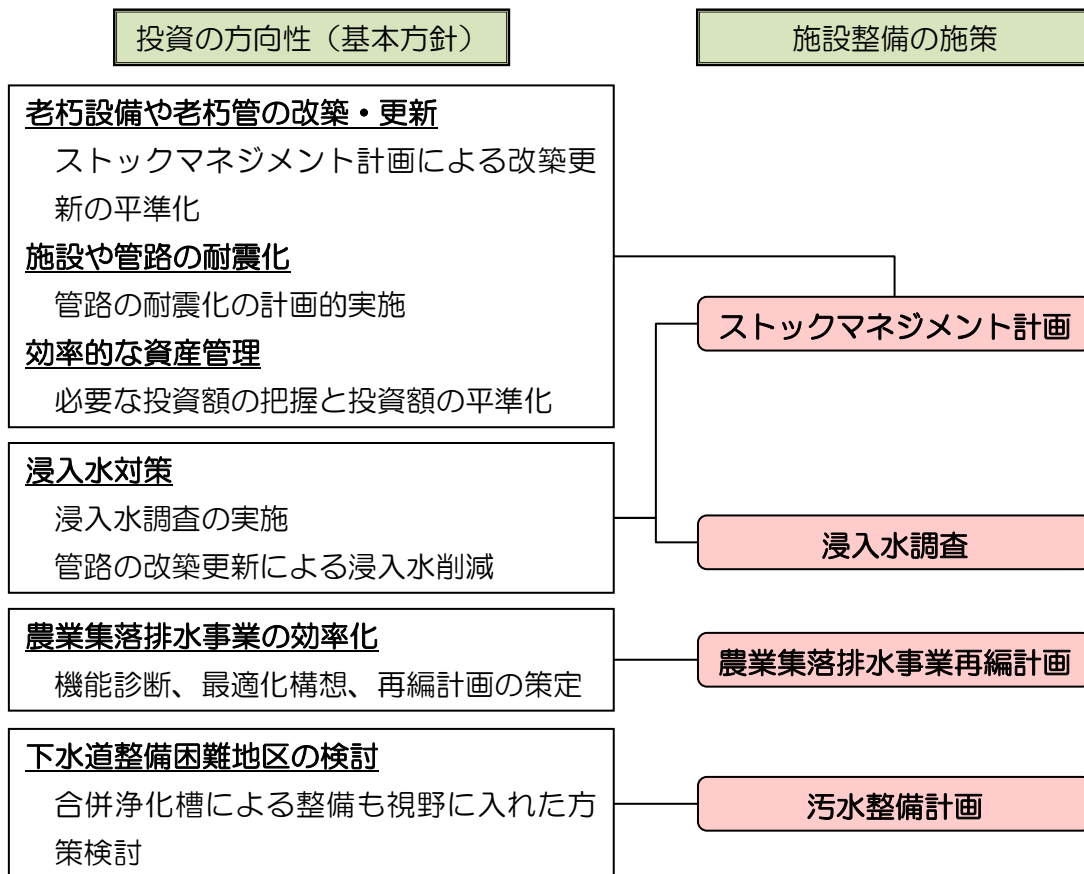 投資の方向性（基本方針）
施設整備の施策
老朽設備や老朽管の改築・更新
ストックマネジメント計画による改築更
新の平準化
施設や管路の耐震化
管路の耐震化の計画的実施
効率的な資産管理
必要な投資額の把握と投資額の平準化
ストックマネジメント計画
浸入水対策
浸入水調査の実施
管路の改築更新による浸入水削減
浸入水調査
農業集落排水事業の効率化
機能診断、最適化構想、再編計画の策定
農業集落排水事業再編計画
下水道整備困難地区の検討
合併浄化槽による整備も視野に入れた方
策検討
汚水整備計画